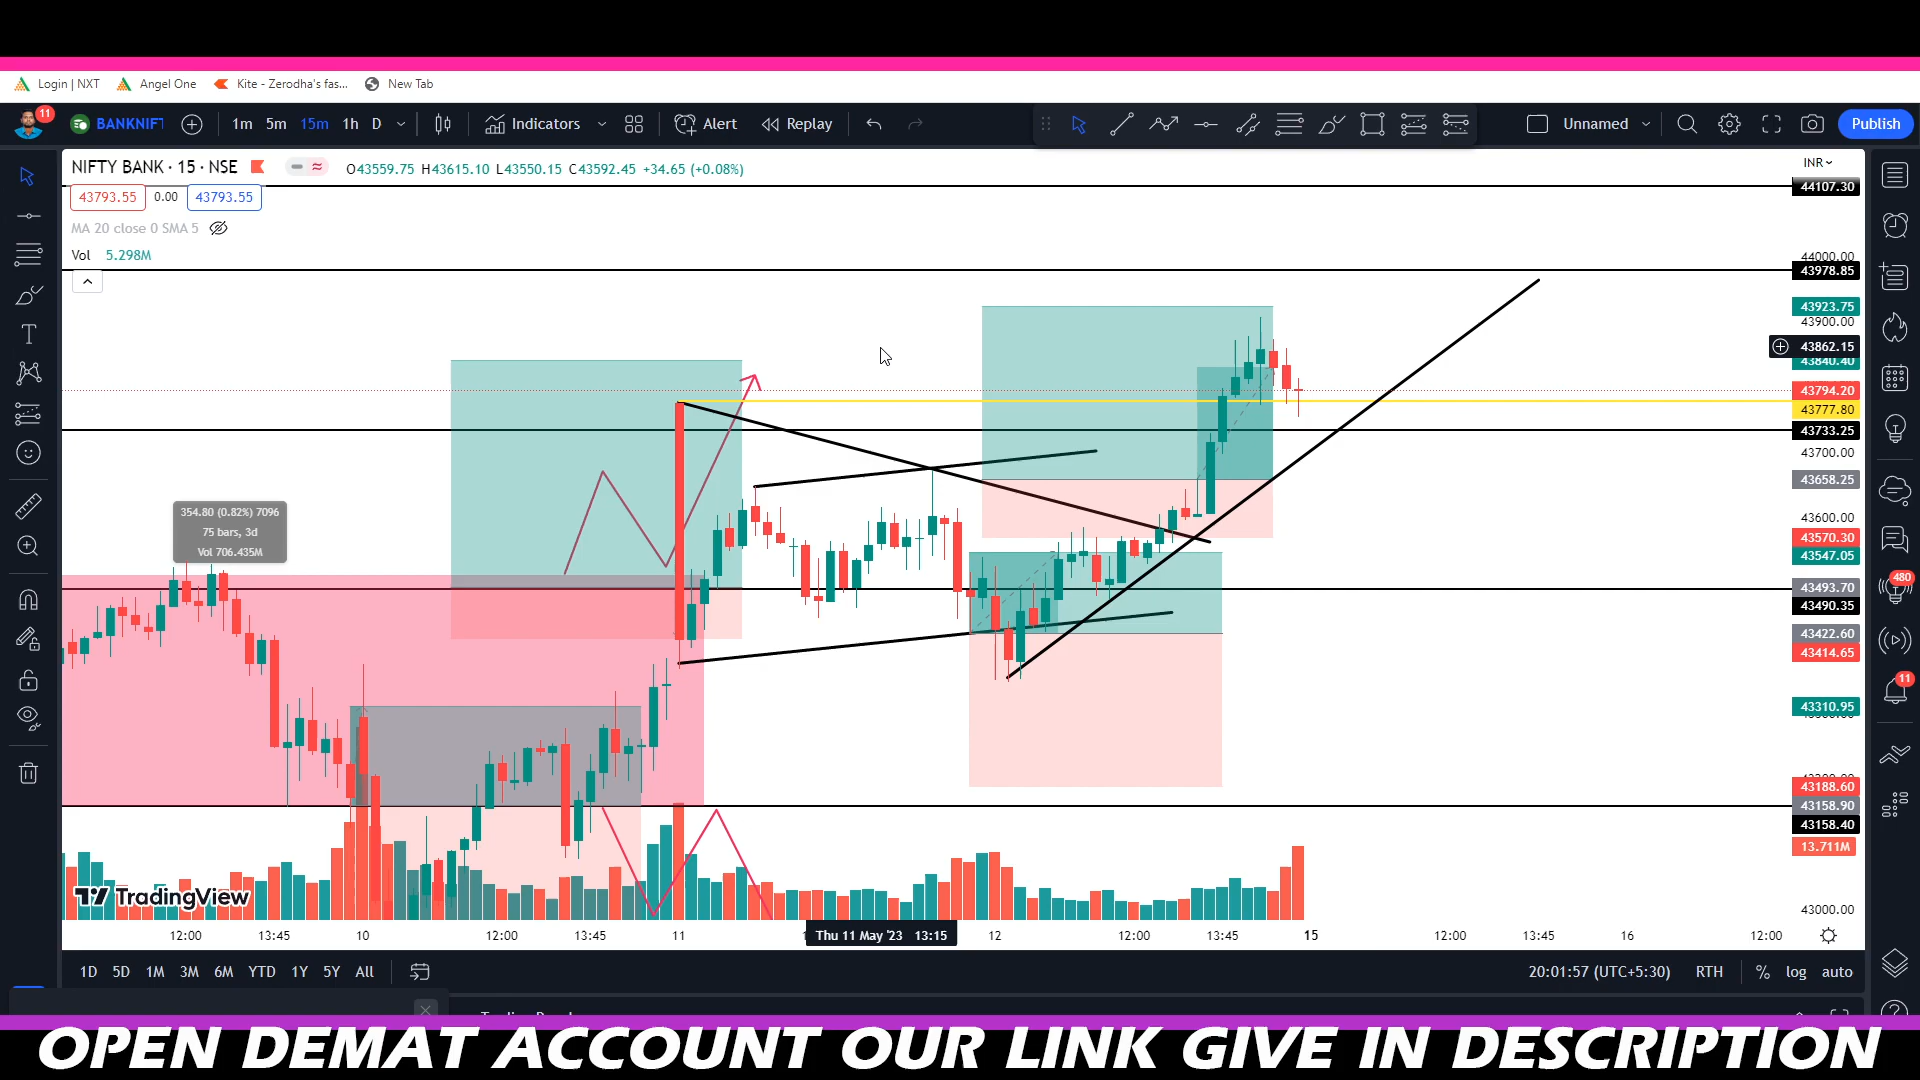 Login | NXT Angel One Kite - Zerodha's fas... New Tab
11 BANKNIF 1m 5m 15m 1h D Indicators Alert Replay Unnamed Publish
NIFTY BANK · 15 · NSE O43559.75 H43615.10 L43550.15 C43592.45 +34.65 (+0.08%) INR
44107.30
43793.55 0.00 43793.55
MA 20 close 0 SMA 5
Vol 5.298M
44000.00
43978.85
43923.75
43900.00
43862.15
43840.40
43794.20
43777.80
43733.25
43700.00
43658.25
354.80 (0.82%) 7096
75 bars, 3d
Vol 706.435M
43600.00
43570.30
43547.05
480
43493.70
43490.35
43422.60
43414.65
11
43310.95
43188.60
43158.90
43158.40
13.711M
TradingView
43000.00
12:00 13:45 10 12:00 13:45 11 Thu 11 May '23 13:15 12 12:00 13:45 15 12:00 13:45 16 12:00
1D 5D 1M 3M 6M YTD 1Y 5Y All 20:01:57 (UTC+5:30) RTH % log auto
OPEN DEMAT ACCOUNT OUR LINK GIVE IN DESCRIPTION